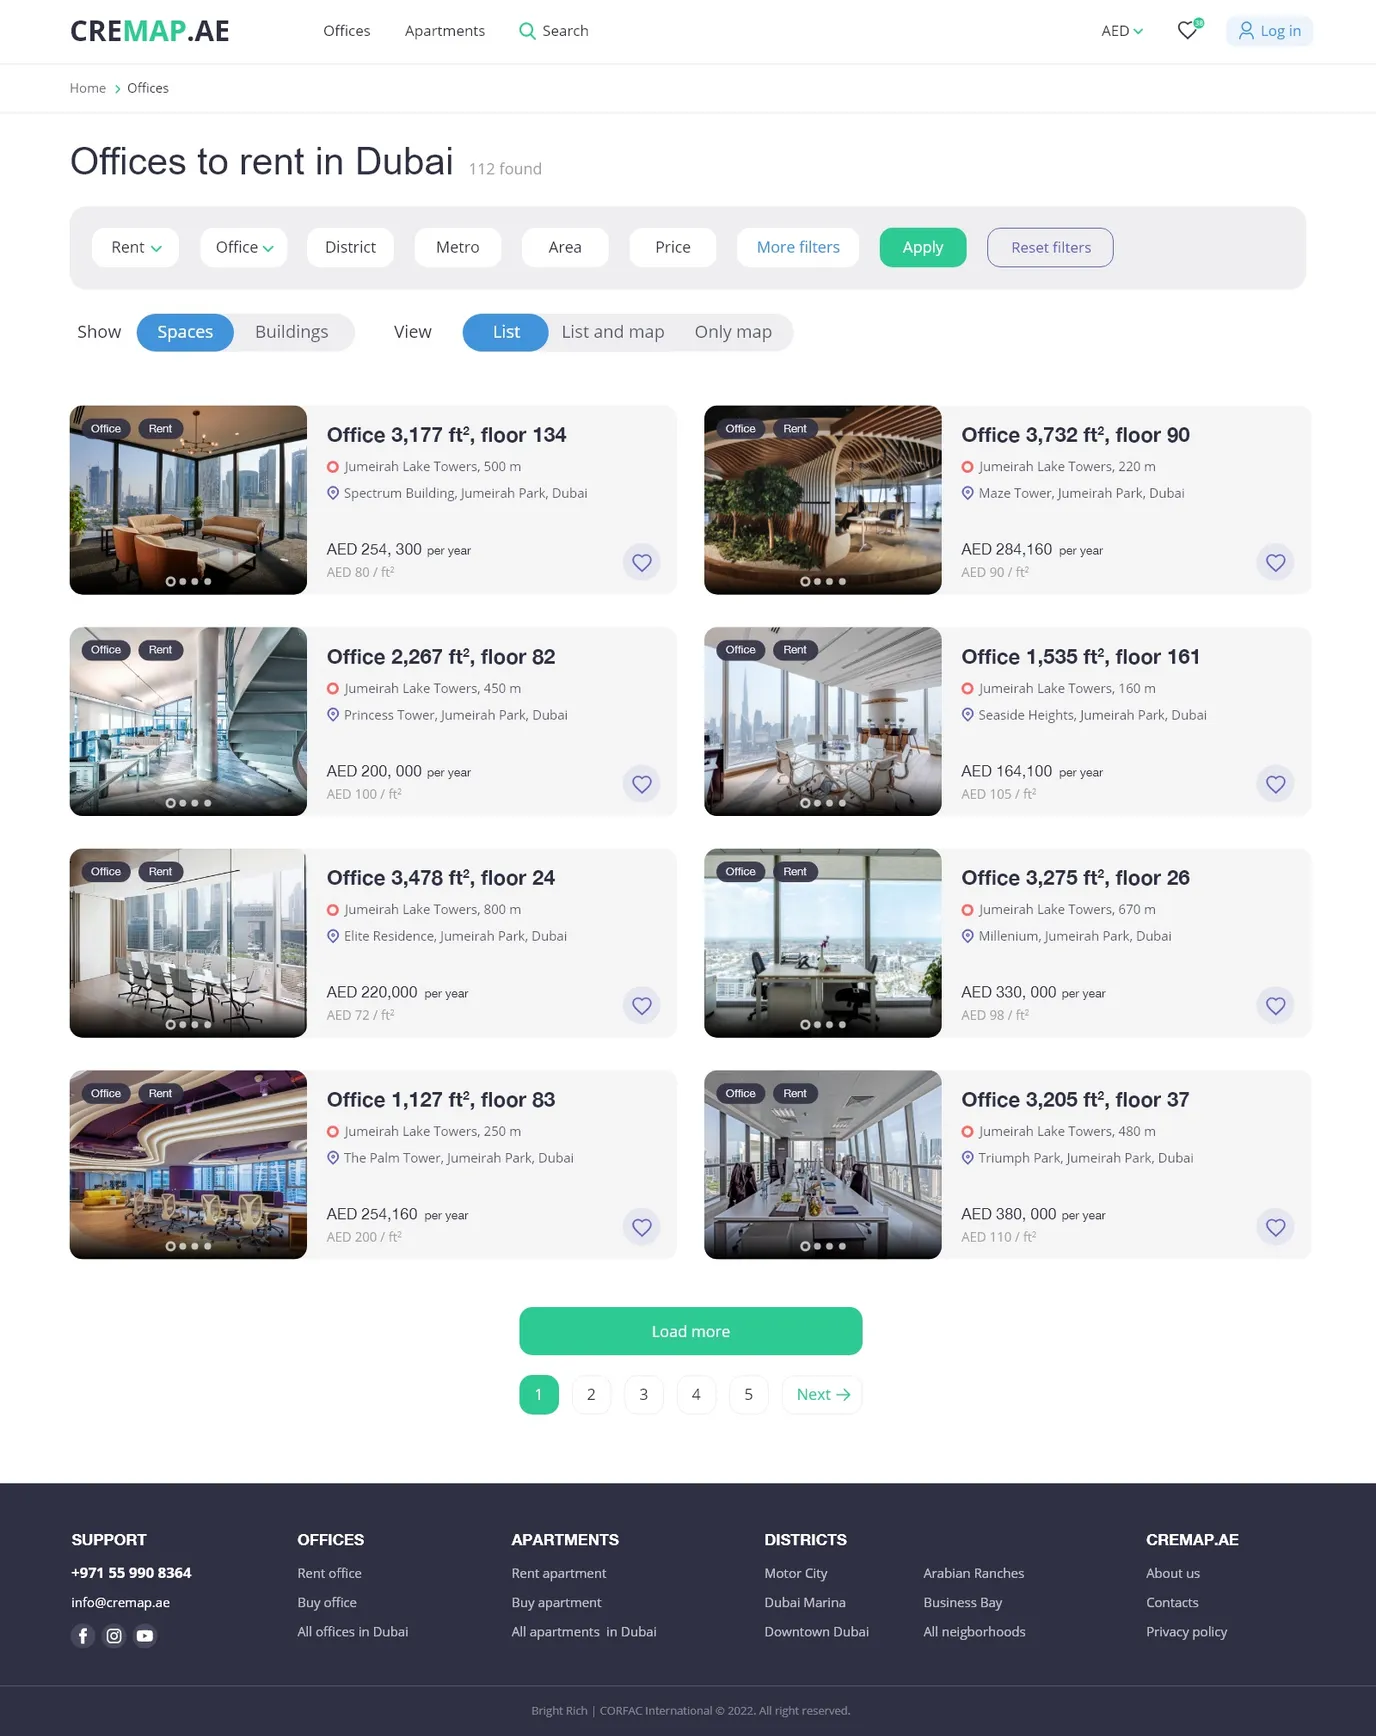 CREMAP.AE
Offices
Apartments
Search
AED
38
Log in
Home
Offices
Offices to rent in Dubai
112 found
Rent
Office
District
Metro
Area
Price
More filters
Apply
Reset filters
Show
Spaces
Buildings
View
List
List and map
Only map
Office
Rent
Office 3,177 ft², floor 134
Jumeirah Lake Towers, 500 m
Spectrum Building, Jumeirah Park, Dubai
AED 254, 300 per year
AED 80 / ft²
Office
Rent
Office 3,732 ft², floor 90
Jumeirah Lake Towers, 220 m
Maze Tower, Jumeirah Park, Dubai
AED 284,160 per year
AED 90 / ft²
Office
Rent
Office 2,267 ft², floor 82
Jumeirah Lake Towers, 450 m
Princess Tower, Jumeirah Park, Dubai
AED 200, 000 per year
AED 100 / ft²
Office
Rent
Office 1,535 ft², floor 161
Jumeirah Lake Towers, 160 m
Seaside Heights, Jumeirah Park, Dubai
AED 164,100 per year
AED 105 / ft²
Office
Rent
Office 3,478 ft², floor 24
Jumeirah Lake Towers, 800 m
Elite Residence, Jumeirah Park, Dubai
AED 220,000 per year
AED 72 / ft²
Office
Rent
Office 3,275 ft², floor 26
Jumeirah Lake Towers, 670 m
Millenium, Jumeirah Park, Dubai
AED 330, 000 per year
AED 98 / ft²
Office
Rent
Office 1,127 ft², floor 83
Jumeirah Lake Towers, 250 m
The Palm Tower, Jumeirah Park, Dubai
AED 254,160 per year
AED 200 / ft²
Office
Rent
Office 3,205 ft², floor 37
Jumeirah Lake Towers, 480 m
Triumph Park, Jumeirah Park, Dubai
AED 380, 000 per year
AED 110 / ft²
Load more
1
2
3
4
5
Next
SUPPORT
+971 55 990 8364
info@cremap.ae
OFFICES
Rent office
Buy office
All offices in Dubai
APARTMENTS
Rent apartment
Buy apartment
All apartments in Dubai
DISTRICTS
Motor City
Dubai Marina
Downtown Dubai
Arabian Ranches
Business Bay
All neigborhoods
CREMAP.AE
About us
Contacts
Privacy policy
Bright Rich | CORFAC International © 2022. All right reserved.